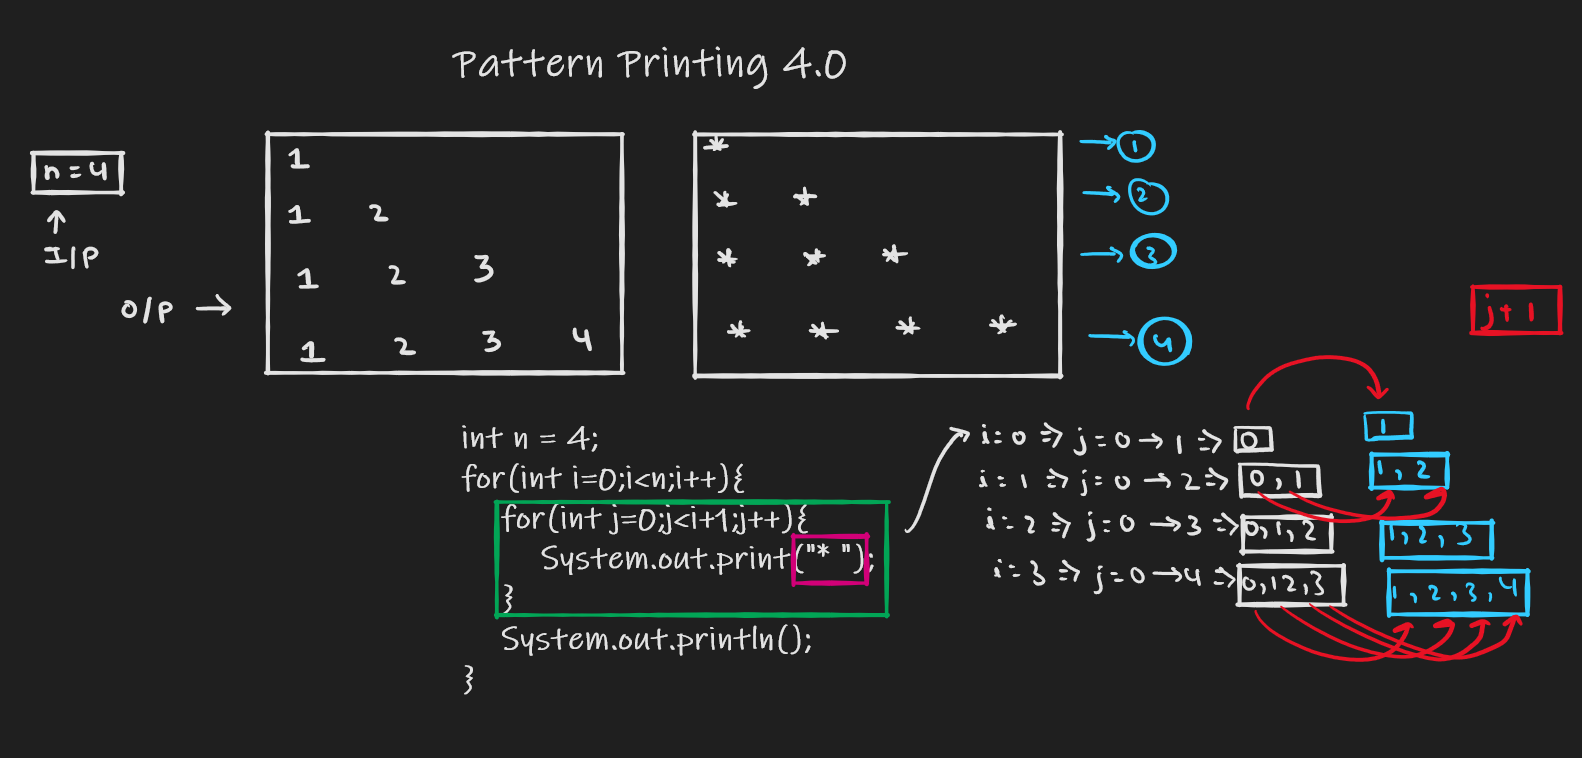 Pattern Printing 4.0
n = 4
I/P
O/P →
1
1 2
1 2 3
1 2 3 4
*
* *
* * *
* * * *
→ 1
→ 2
→ 3
→ 4
j+1
int n = 4;
for(int i=0;i<n;i++){
for(int j=0;j<i+1;j++){
System.out.print("* ");
}
System.out.println();
}
i=0 => j=0 → 1 => 0
1
i=1 => j=0 → 2 => 0,1
1,2
i=2 => j=0 → 3 => 0,1,2
1,2,3
i=3 => j=0 → 4 => 0,12,3
1,2,3,4